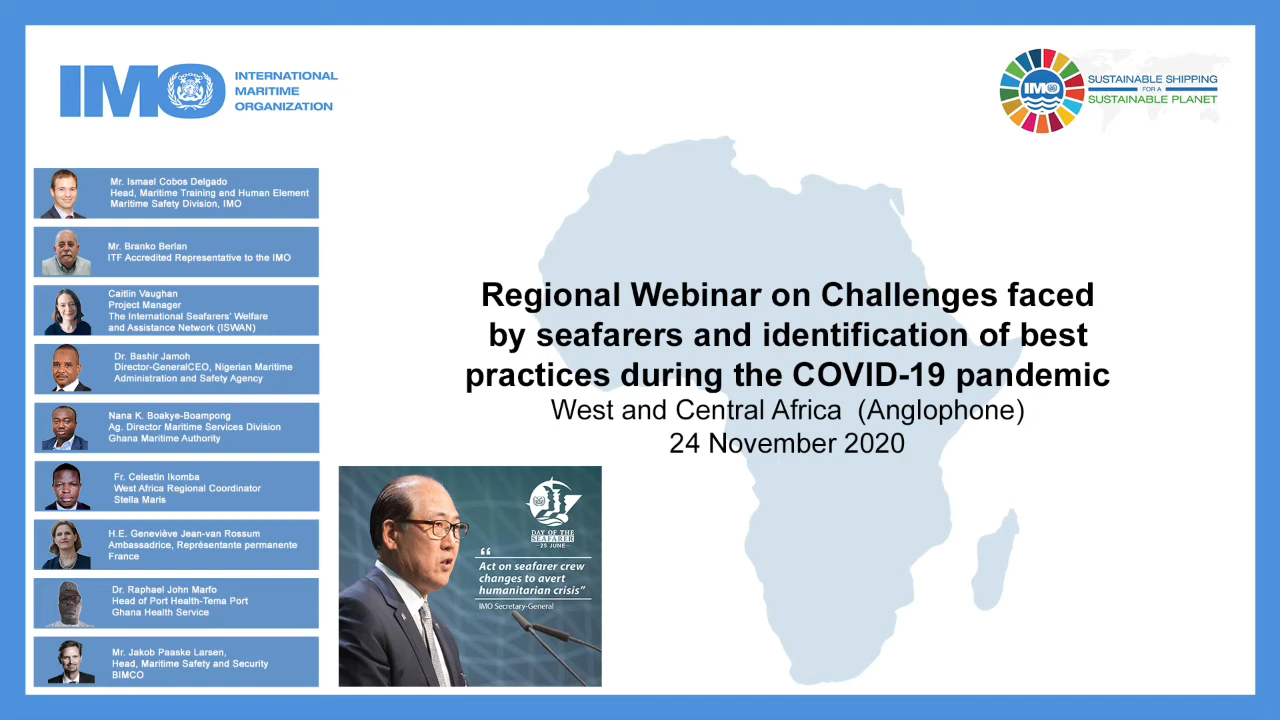 IMO
INTERNATIONAL
MARITIME
ORGANIZATION
IMO
SUSTAINABLE SHIPPING
FOR A
SUSTAINABLE PLANET
Mr. Ismael Cobos Delgado
Head, Maritime Training and Human Element
Maritime Safety Division, IMO
Mr. Branko Berlan
ITF Accredited Representative to the IMO
Caitlin Vaughan
Project Manager
The International Seafarers' Welfare
and Assistance Network (ISWAN)
Dr. Bashir Jamoh
Director-GeneralCEO, Nigerian Maritime
Administration and Safety Agency
Nana K. Boakye-Boampong
Ag. Director Maritime Services Division
Ghana Maritime Authority
Fr. Celestin Ikomba
West Africa Regional Coordinator
Stella Maris
H.E. Geneviève Jean-van Rossum
Ambassadrice, Représentante permanente
France
Dr. Raphael John Marfo
Head of Port Health-Tema Port
Ghana Health Service
Mr. Jakob Paaske Larsen,
Head, Maritime Safety and Security
BIMCO
Regional Webinar on Challenges faced
by seafarers and identification of best
practices during the COVID-19 pandemic
West and Central Africa (Anglophone)
24 November 2020
DAY OF THE
SEAFARER
–25 JUNE–
“
Act on seafarer crew
changes to avert
humanitarian crisis”
IMO Secretary-General